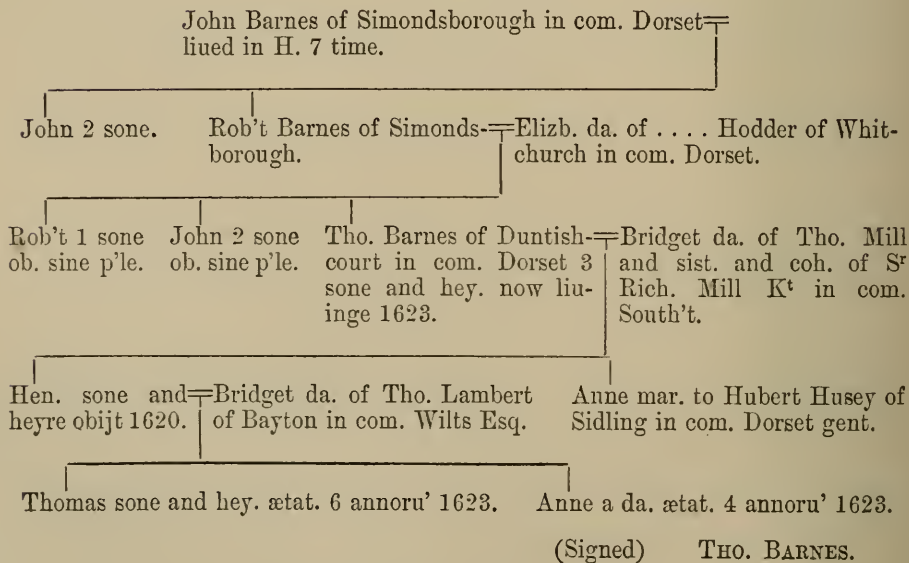 John Barnes of Simondsborough in com. Dorset
liued in H. 7 time.
John 2 sone.
Rob't Barnes of Simonds-
borough.
Elizb. da. of .... Hodder of Whit-
church in com. Dorset.
Rob't 1 sone
ob. sine p'le.
John 2 sone
ob. sine p'le.
Tho. Barnes of Duntish-
court in com. Dorset 3
sone and hey. now liu-
inge 1623.
Bridget da. of Tho. Mill
and sist. and coh. of Sʳ
Rich. Mill Kᵗ in com.
South't.
Hen. sone and
heyre obijt 1620.
Bridget da. of Tho. Lambert
of Bayton in com. Wilts Esq.
Anne mar. to Hubert Husey of
Sidling in com. Dorset gent.
Thomas sone and hey. ætat. 6 annoru' 1623.
Anne a da. ætat. 4 annoru' 1623.
(Signed) THO. BARNES.